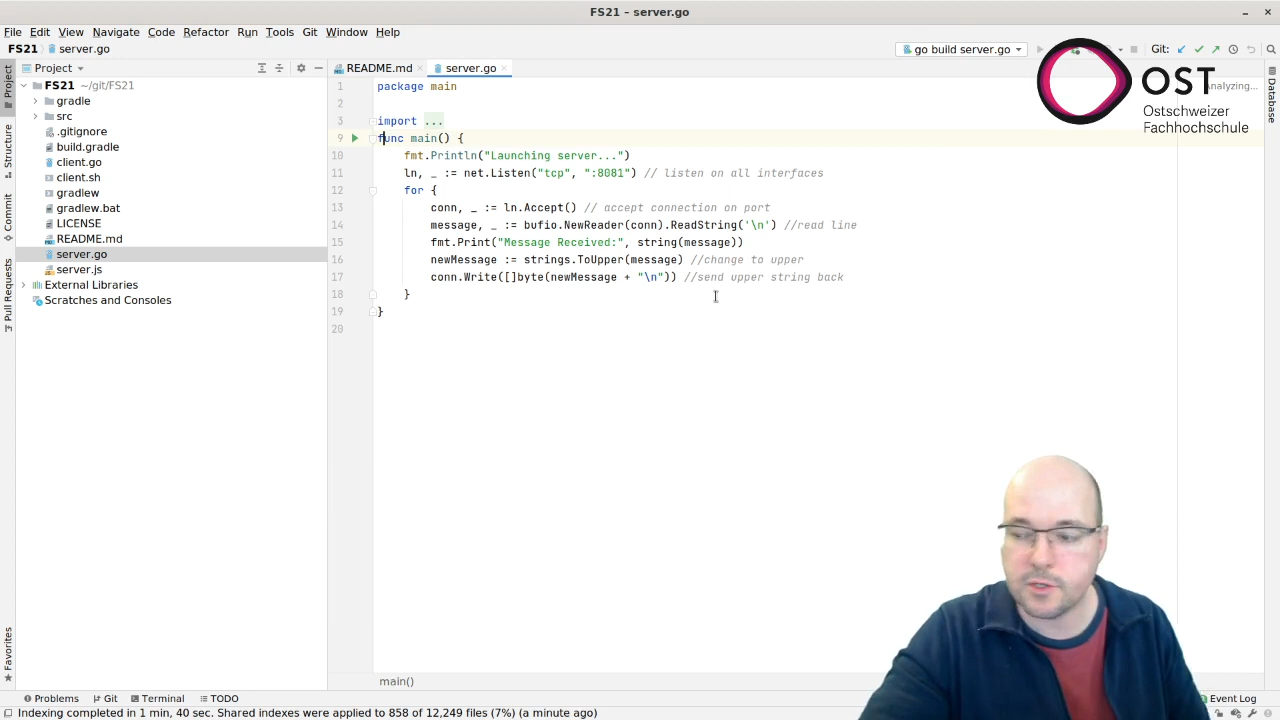 FS21 – server.go
File Edit View Navigate Code Refactor Run Tools Git Window Help
FS21 server.go
go build server.go
Git:
Project
README.md
server.go
Analyzing...
OST
Ostschweizer
Fachhochschule
Project
Structure
Commit
Pull Requests
Favorites
Database
FS21 ~/git/FS21
gradle
src
.gitignore
build.gradle
client.go
client.sh
gradlew
gradlew.bat
LICENSE
README.md
server.go
server.js
External Libraries
Scratches and Consoles
1 package main
2
3 import ...
9 func main() {
10 fmt.Println("Launching server...")
11 ln, _ := net.Listen("tcp", ":8081") // listen on all interfaces
12 for {
13 conn, _ := ln.Accept() // accept connection on port
14 message, _ := bufio.NewReader(conn).ReadString('\n') //read line
15 fmt.Print("Message Received:", string(message))
16 newMessage := strings.ToUpper(message) //change to upper
17 conn.Write([]byte(newMessage + "\n")) //send upper string back
18 }
19 }
20
main()
Problems Git Terminal TODO Event Log
Indexing completed in 1 min, 40 sec. Shared indexes were applied to 858 of 12,249 files (7%) (a minute ago)